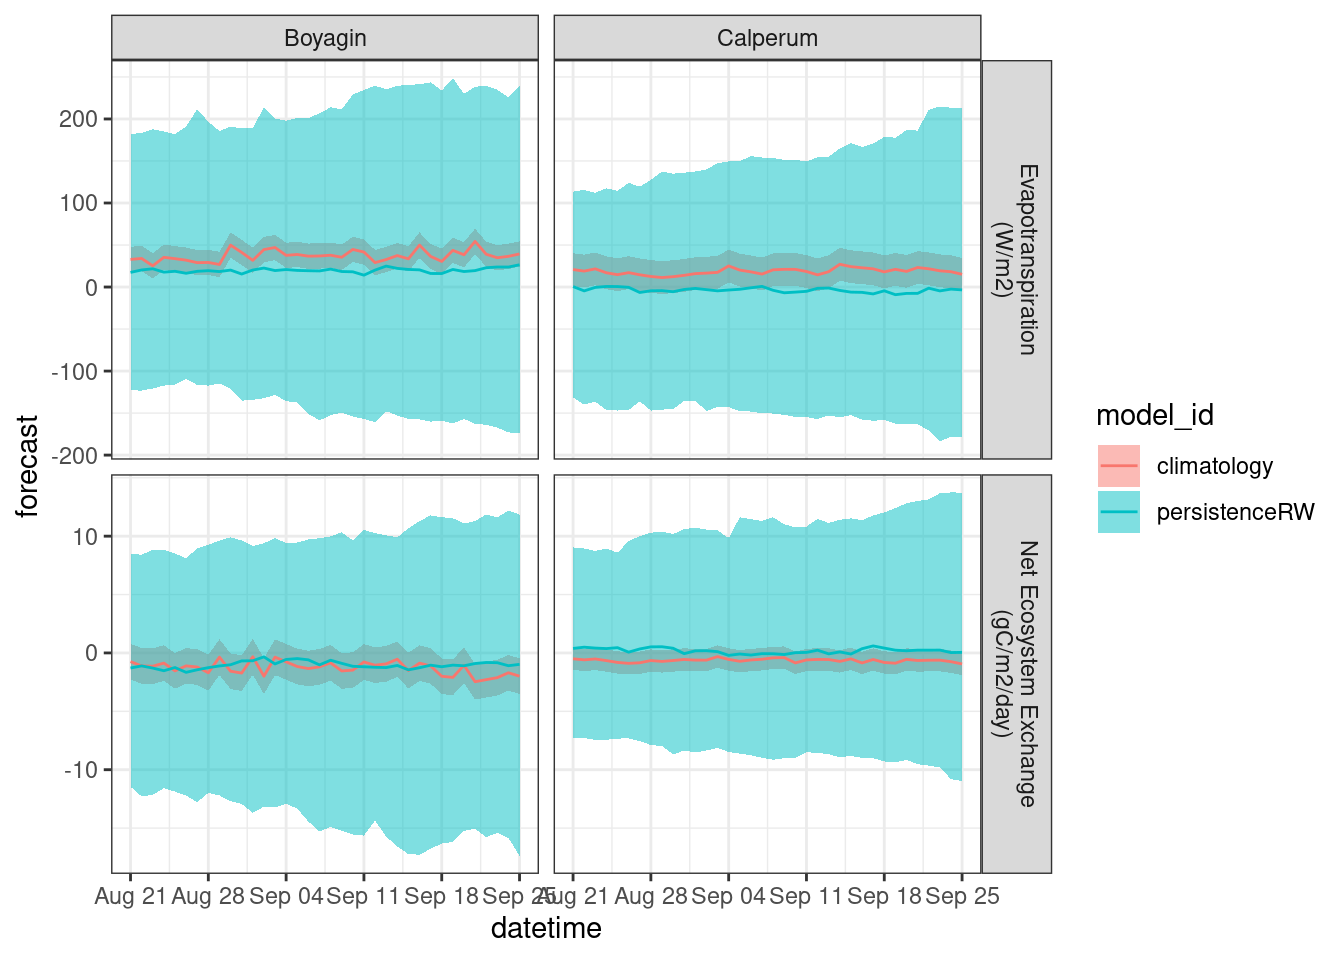 Boyagin
Calperum
200
100
0
-100
-200
Evapotranspiration
(W/m2)
10
0
-10
Net Ecosystem Exchange
(gC/m2/day)
forecast
Aug 21 Aug 28 Sep 04 Sep 11 Sep 18 Sep 25
Aug 21 Aug 28 Sep 04 Sep 11 Sep 18 Sep 25
datetime
model_id
climatology
persistenceRW